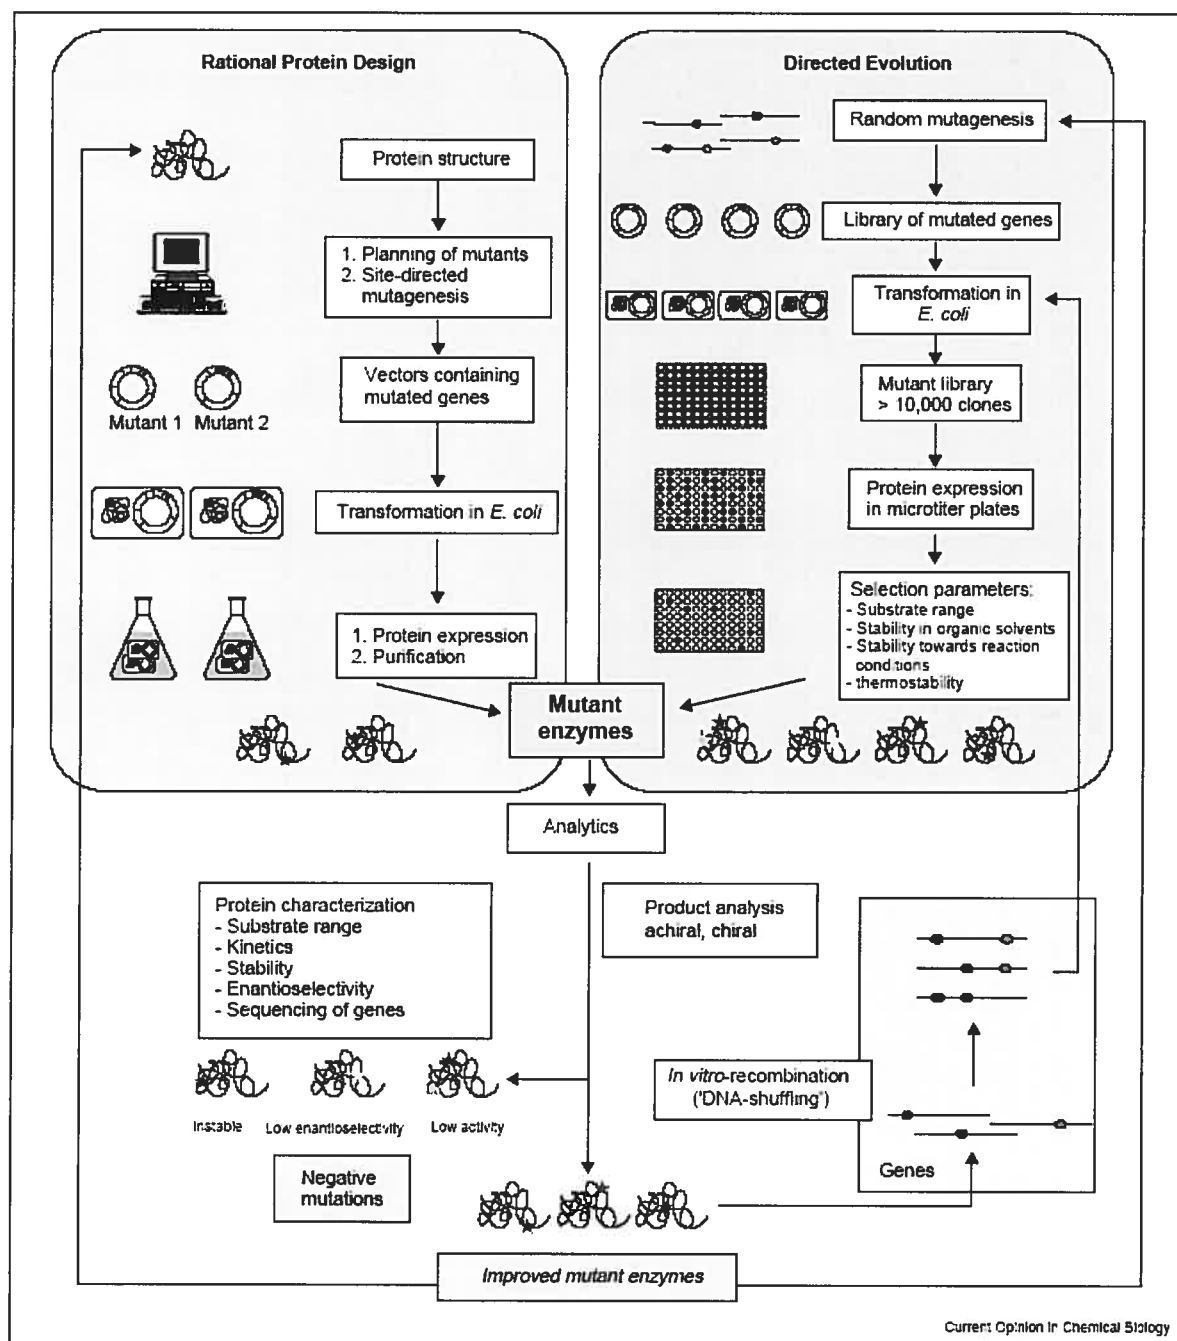 Rational Protein Design
Protein structure
1. Planning of mutants
2. Site-directed
mutagenesis
Vectors containing
mutated genes
Mutant 1 Mutant 2
Transformation in E. coli
1. Protein expression
2. Purification
Directed Evolution
Random mutagenesis
Library of mutated genes
Transformation in
E. coli
Mutant library
> 10,000 clones
Protein expression
in microtiter plates
Selection parameters:
- Substrate range
- Stability in organic solvents
- Stability towards reaction
conditions
- thermostability
Mutant
enzymes
Analytics
Protein characterization
- Substrate range
- Kinetics
- Stability
- Enantioselectivity
- Sequencing of genes
Product analysis
achiral, chiral
Instable Low enantioselectivity Low activity
Negative
mutations
In vitro-recombination
('DNA-shuffling')
Genes
Improved mutant enzymes
Current Opinion in Chemical Biology